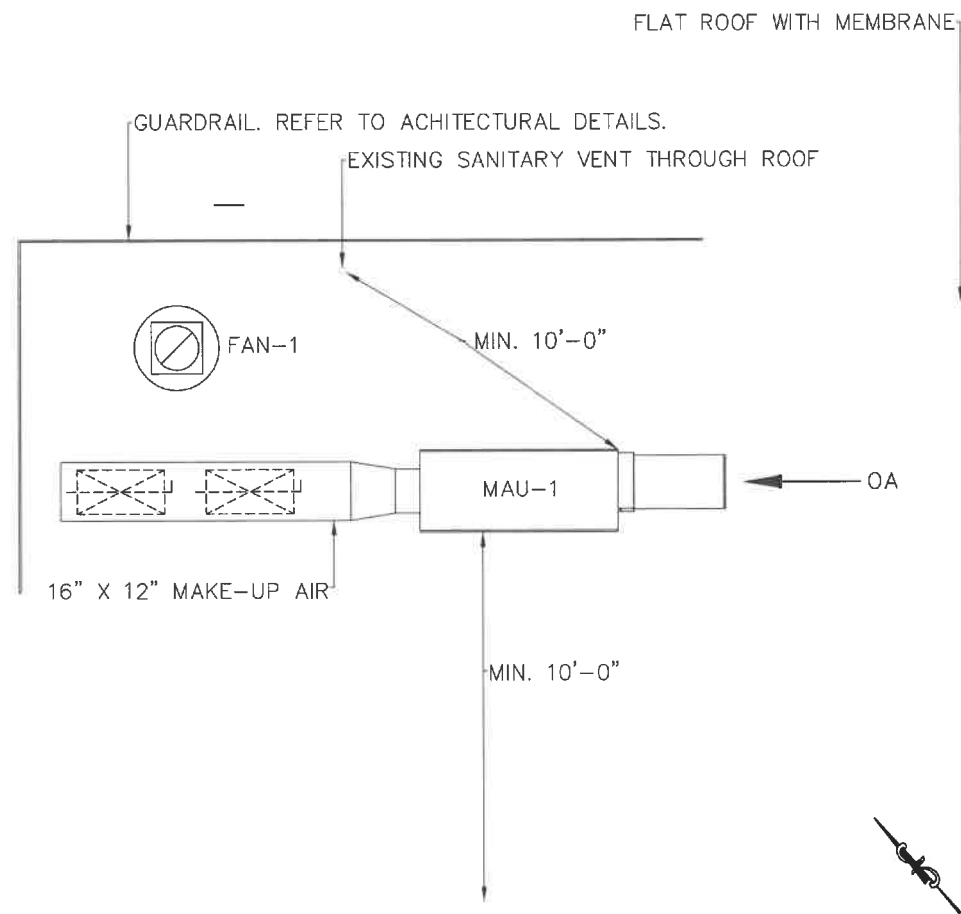 FLAT ROOF WITH MEMBRANE
GUARDRAIL. REFER TO ACHITECTURAL DETAILS.
EXISTING SANITARY VENT THROUGH ROOF
FAN-1
MIN. 10'-0"
MAU-1
OA
16" X 12" MAKE-UP AIR
MIN. 10'-0"